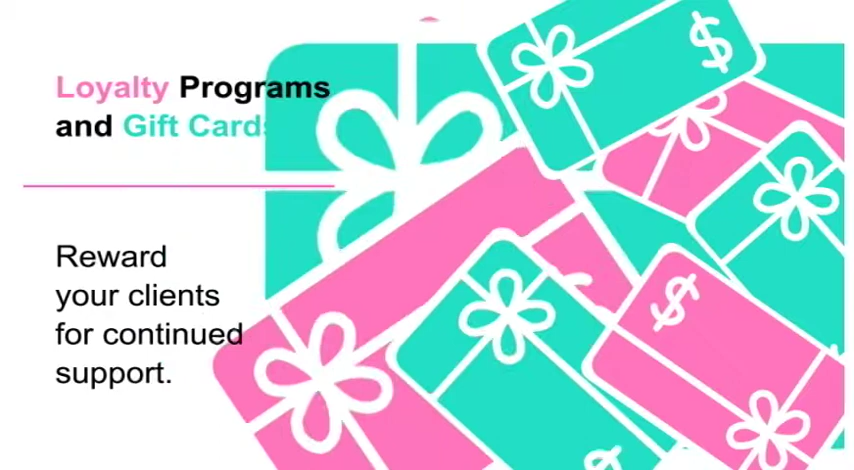 Loyalty Programs
and Gift Cards
Reward
your clients
for continued
support.
$
$